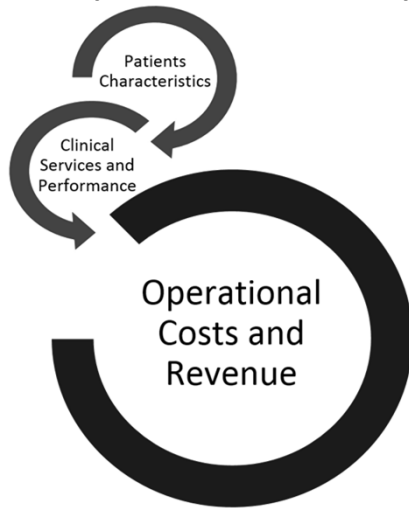 Patients
Characteristics
Clinical
Services and
Performance
Operational
Costs and
Revenue